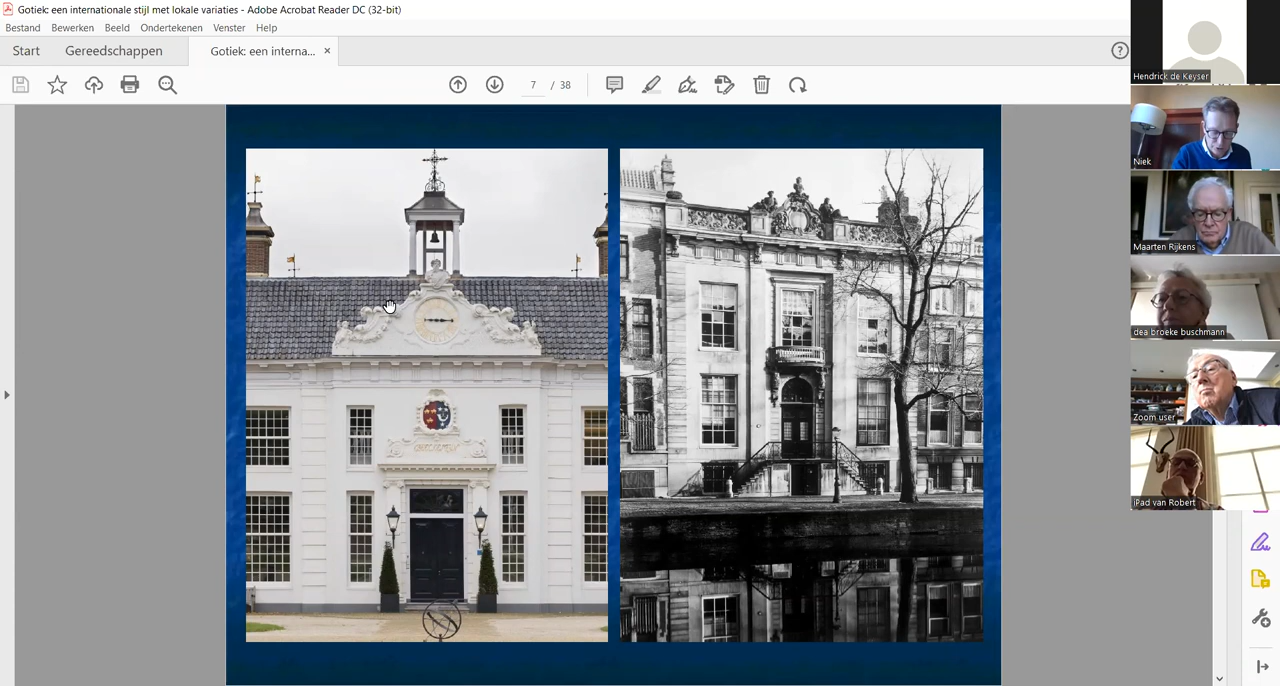 Gotiek: een internationale stijl met lokale variaties - Adobe Acrobat Reader DC (32-bit)
Bestand Bewerken Beeld Ondertekenen Venster Help
Start Gereedschappen Gotiek: een interna... ×
7 / 38
Hendrick de Keyser
Niek
Maarten Rijkens
dea broeke buschmann
Zoom user
iPad van Robert